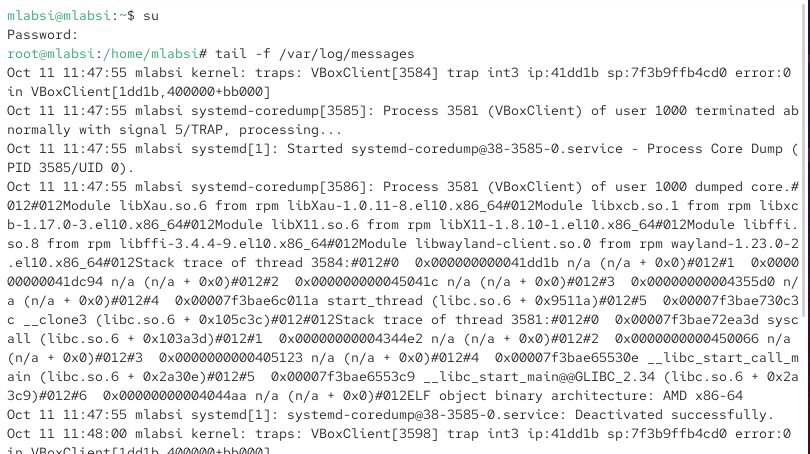 mlabsi@mlabsi:~$ su
Password:
root@mlabsi:/home/mlabsi# tail -f /var/log/messages
Oct 11 11:47:55 mlabsi kernel: traps: VBoxClient[3584] trap int3 ip:41dd1b sp:7f3b9ffb4cd0 error:0
in VBoxClient[1dd1b,400000+bb000]
Oct 11 11:47:55 mlabsi systemd-coredump[3585]: Process 3581 (VBoxClient) of user 1000 terminated ab
normally with signal 5/TRAP, processing...
Oct 11 11:47:55 mlabsi systemd[1]: Started systemd-coredump@38-3585-0.service - Process Core Dump (
PID 3585/UID 0).
Oct 11 11:47:55 mlabsi systemd-coredump[3586]: Process 3581 (VBoxClient) of user 1000 dumped core.#
012#012Module libXau.so.6 from rpm libXau-1.0.11-8.el10.x86_64#012Module libxcb.so.1 from rpm libxc
b-1.17.0-3.el10.x86_64#012Module libX11.so.6 from rpm libX11-1.8.10-1.el10.x86_64#012Module libffi.
so.8 from rpm libffi-3.4.4-9.el10.x86_64#012Module libwayland-client.so.0 from rpm wayland-1.23.0-2
.el10.x86_64#012Stack trace of thread 3584:#012#0  0x000000000041dd1b n/a (n/a + 0x0)#012#1  0x0000
00000041dc94 n/a (n/a + 0x0)#012#2  0x000000000045041c n/a (n/a + 0x0)#012#3  0x00000000004355d0 n/
a (n/a + 0x0)#012#4  0x00007f3bae6c011a start_thread (libc.so.6 + 0x9511a)#012#5  0x00007f3bae730c3
c __clone3 (libc.so.6 + 0x105c3c)#012#012Stack trace of thread 3581:#012#0  0x00007f3bae72ea3d sysc
all (libc.so.6 + 0x103a3d)#012#1  0x00000000004344e2 n/a (n/a + 0x0)#012#2  0x0000000000450066 n/a
(n/a + 0x0)#012#3  0x0000000000405123 n/a (n/a + 0x0)#012#4  0x00007f3bae65530e __libc_start_call_m
ain (libc.so.6 + 0x2a30e)#012#5  0x00007f3bae6553c9 __libc_start_main@@GLIBC_2.34 (libc.so.6 + 0x2a
3c9)#012#6  0x00000000004044aa n/a (n/a + 0x0)#012ELF object binary architecture: AMD x86-64
Oct 11 11:47:55 mlabsi systemd[1]: systemd-coredump@38-3585-0.service: Deactivated successfully.
Oct 11 11:48:00 mlabsi kernel: traps: VBoxClient[3598] trap int3 ip:41dd1b sp:7f3b9ffb4cd0 error:0
in VBoxClient[1dd1b,400000+bb000]